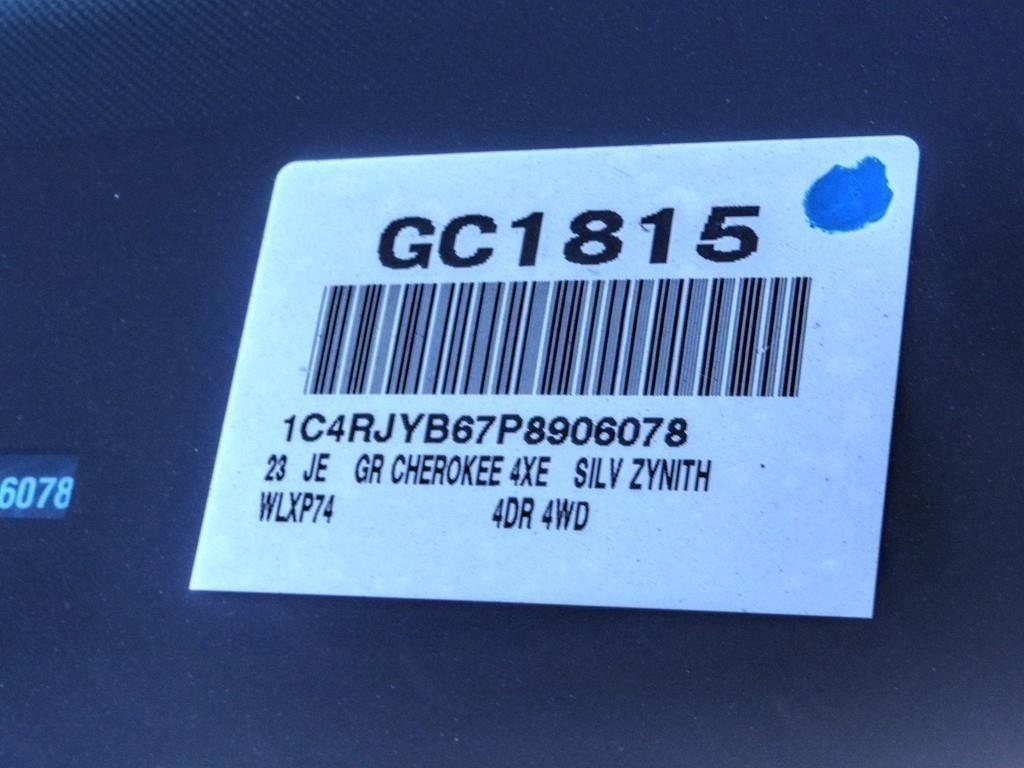 GC1815
1C4RJYB67P8906078
23 JE GR CHEROKEE 4XE SILV ZYNITH
WLXP74 4DR 4WD
6078